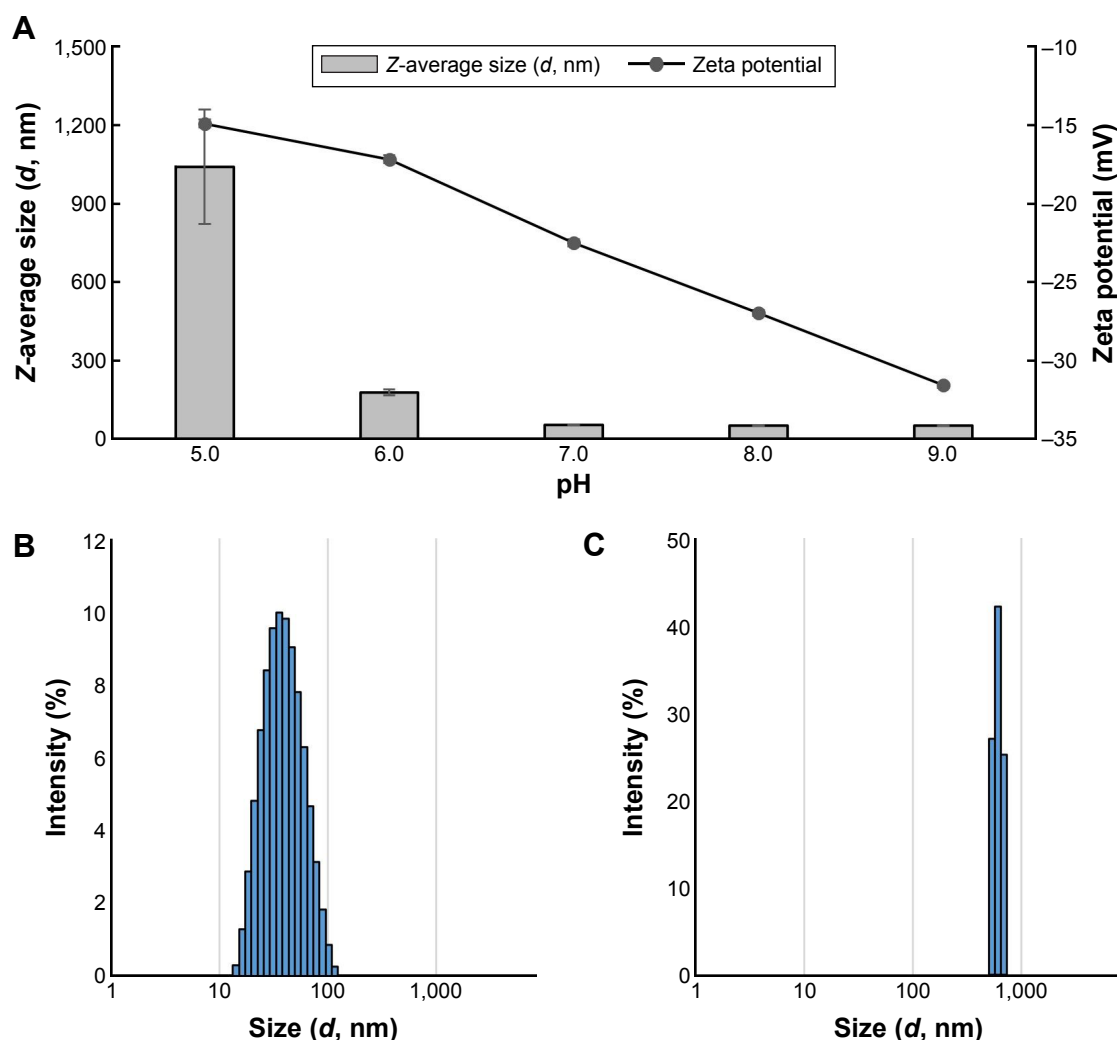 A
Z-average size (d, nm)
Zeta potential
1,500
1,200
900
600
300
0
Z-average size (d, nm)
–10
–15
–20
–25
–30
–35
Zeta potential (mV)
5.0 6.0 7.0 8.0 9.0
pH
B
12
10
8
6
4
2
0
Intensity (%)
1 10 100 1,000
Size (d, nm)
C
50
40
30
20
10
0
Intensity (%)
1 10 100 1,000
Size (d, nm)